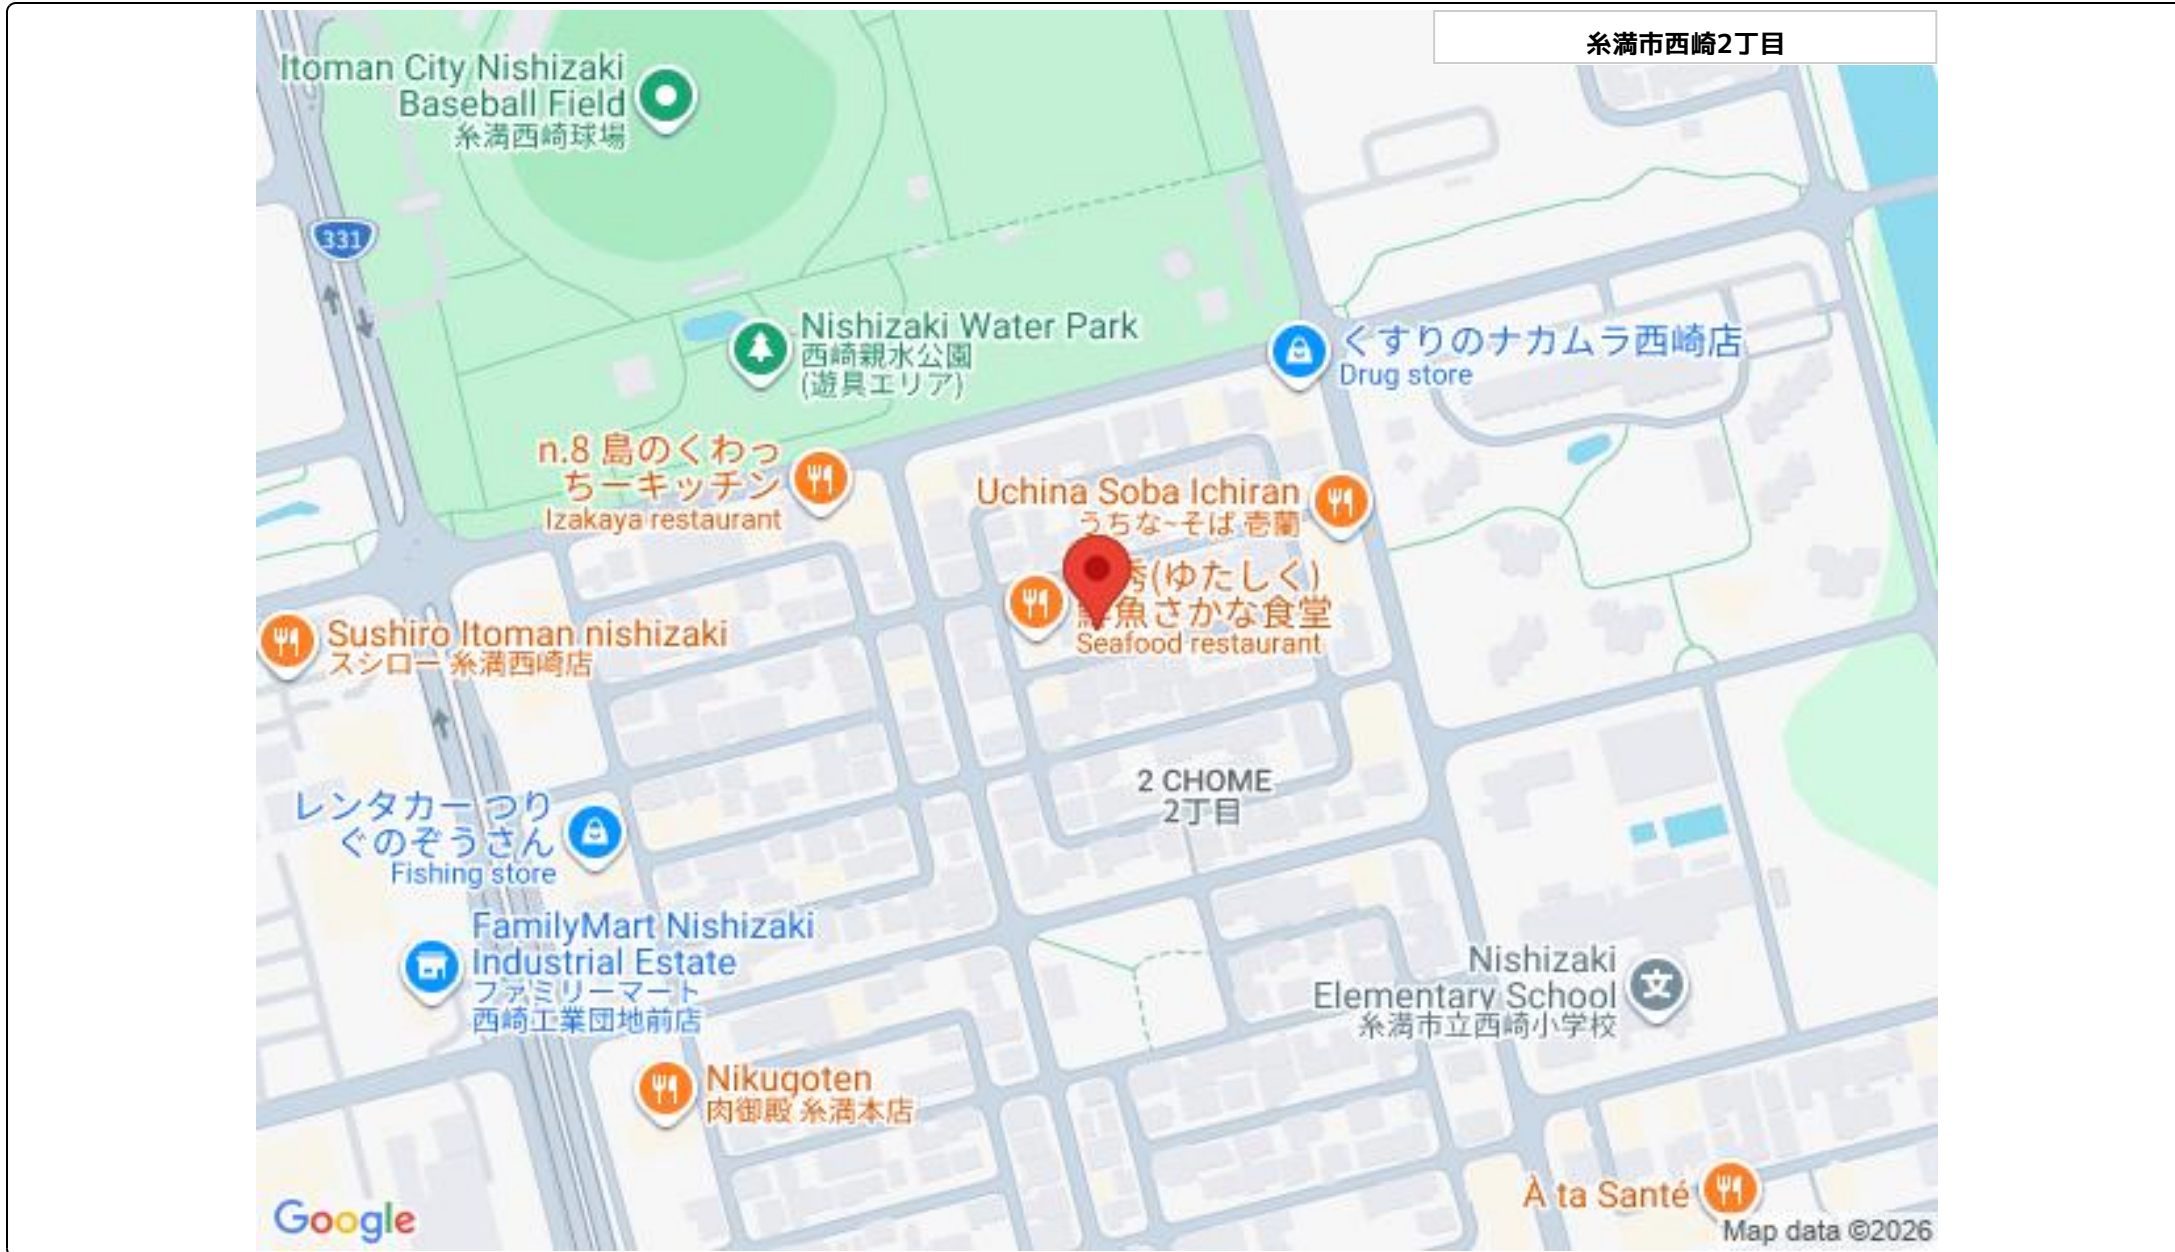 糸満市西崎2丁目
Itoman City Nishizaki
Baseball Field
糸満西崎球場
331
Nishizaki Water Park
西崎親水公園
(遊具エリア)
くすりのナカムラ西崎店
Drug store
n.8 島のくわっ
ちーキッチン
Izakaya restaurant
Uchina Soba Ichiran
うちな~そば 壱蘭
秀(ゆたしく)
鮮魚さかな食堂
Seafood restaurant
Sushiro Itoman nishizaki
スシロー 糸満西崎店
2 CHOME
2丁目
レンタカー つり
ぐのぞうさん
Fishing store
FamilyMart Nishizaki
Industrial Estate
ファミリーマート
西崎工業団地前店
Nishizaki
Elementary School
糸満市立西崎小学校
文
Nikugoten
肉御殿 糸満本店
À ta Santé
Google
Map data ©2026